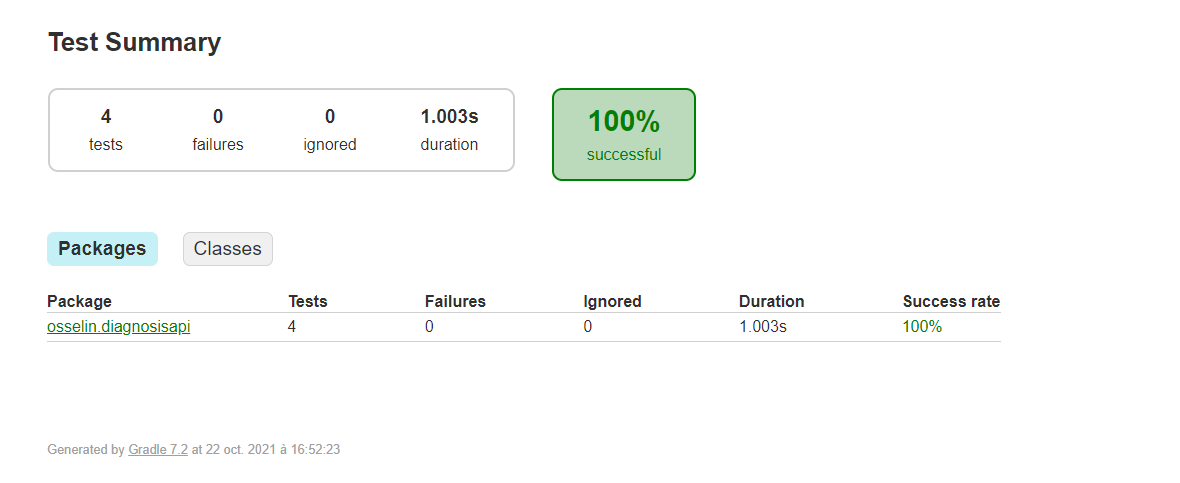 Test Summary
4 0 0 1.003s 100%
tests failures ignored duration successful
Packages Classes
Package Tests Failures Ignored Duration Success rate
osselin.diagnosisapi 4 0 0 1.003s 100%
Generated by Gradle 7.2 at 22 oct. 2021 à 16:52:23